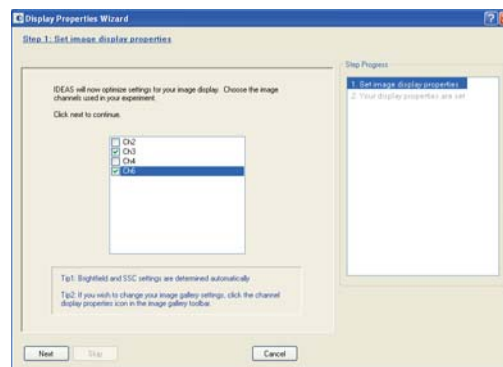 Display Properties Wizard
Step 1: Set image display properties
IDEAS will now optimize settings for your image display. Choose the image
channels used in your experiment.
Click next to continue.
Ch2
Ch3
Ch4
Ch6
Tip1: Brightfield and SSC settings are determined automatically
Tip2: If you wish to change your image gallery settings, click the channel
display properties icon in the image gallery toolbar.
Next
Skip
Cancel
Step Progress
1. Set image display properties
2. Your display properties are set